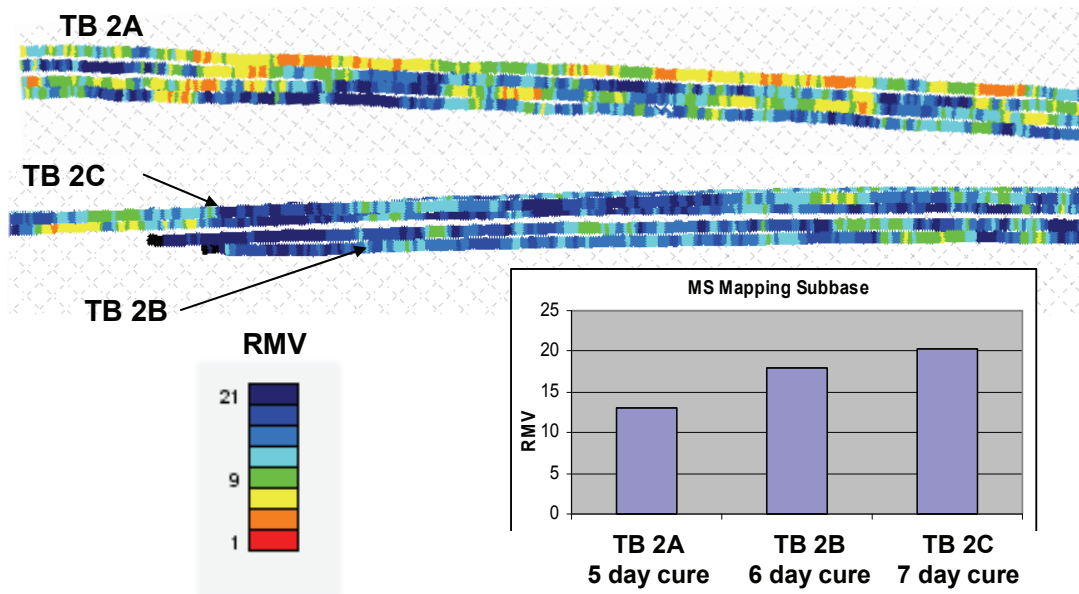 TB 2A
TB 2C
TB 2B
RMV
21
9
1
MS Mapping Subbase
RMV
25
20
15
10
5
0
TB 2A
5 day cure
TB 2B
6 day cure
TB 2C
7 day cure